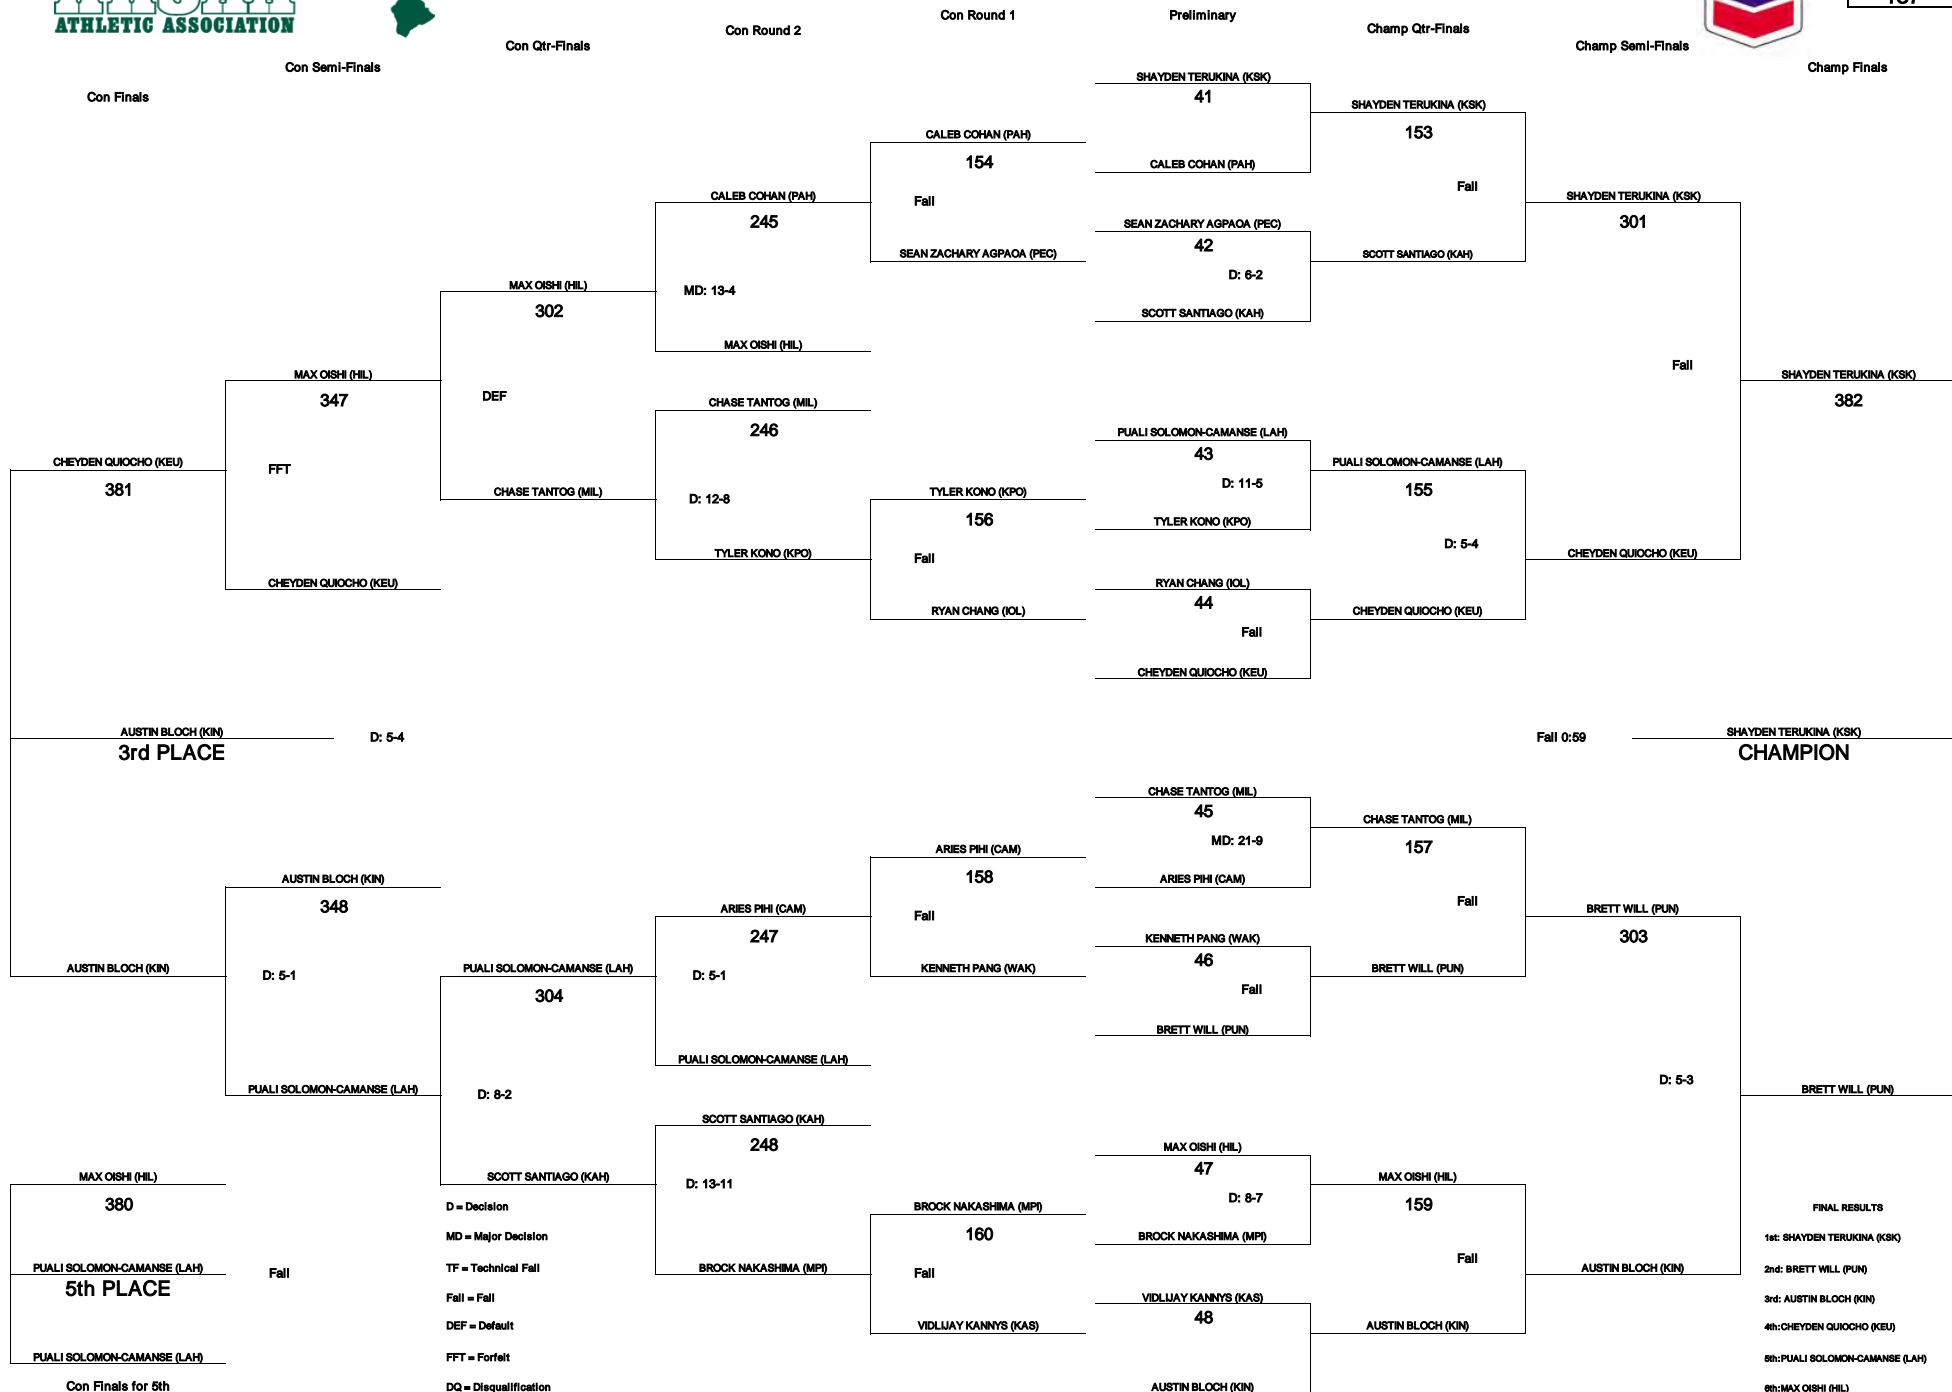 ATHLETIC ASSOCIATION
Con Finals
Con Semi-Finals
Con Qtr-Finals
Con Round 2
Con Round 1
Preliminary
Champ Qtr-Finals
Champ Semi-Finals
Champ Finals
SHAYDEN TERUKINA (KSK)
41
CALEB COHAN (PAH)
SEAN ZACHARY AGPAOA (PEC)
42
D: 6-2
SCOTT SANTIAGO (KAH)
PUALI SOLOMON-CAMANSE (LAH)
43
D: 11-5
TYLER KONO (KPO)
RYAN CHANG (IOL)
44
Fall
CHEYDEN QUIOCHO (KEU)
CHASE TANTOG (MIL)
45
MD: 21-9
ARIES PIHI (CAM)
KENNETH PANG (WAK)
46
Fall
BRETT WILL (PUN)
MAX OISHI (HIL)
47
D: 8-7
BROCK NAKASHIMA (MPI)
VIDLIJAY KANNYS (KAS)
48
AUSTIN BLOCH (KIN)
SHAYDEN TERUKINA (KSK)
153
Fall
SCOTT SANTIAGO (KAH)
PUALI SOLOMON-CAMANSE (LAH)
155
D: 5-4
CHEYDEN QUIOCHO (KEU)
CHASE TANTOG (MIL)
157
Fall
BRETT WILL (PUN)
MAX OISHI (HIL)
159
Fall
AUSTIN BLOCH (KIN)
SHAYDEN TERUKINA (KSK)
301
Fall
CHEYDEN QUIOCHO (KEU)
BRETT WILL (PUN)
303
D: 5-3
AUSTIN BLOCH (KIN)
SHAYDEN TERUKINA (KSK)
382
Fall 0:59
SHAYDEN TERUKINA (KSK)
CHAMPION
BRETT WILL (PUN)
CALEB COHAN (PAH)
154
Fall
SEAN ZACHARY AGPAOA (PEC)
TYLER KONO (KPO)
156
Fall
RYAN CHANG (IOL)
ARIES PIHI (CAM)
158
Fall
KENNETH PANG (WAK)
BROCK NAKASHIMA (MPI)
160
Fall
VIDLIJAY KANNYS (KAS)
CALEB COHAN (PAH)
245
MD: 13-4
MAX OISHI (HIL)
CHASE TANTOG (MIL)
246
D: 12-8
TYLER KONO (KPO)
ARIES PIHI (CAM)
247
D: 5-1
PUALI SOLOMON-CAMANSE (LAH)
SCOTT SANTIAGO (KAH)
248
D: 13-11
BROCK NAKASHIMA (MPI)
MAX OISHI (HIL)
302
DEF
CHASE TANTOG (MIL)
PUALI SOLOMON-CAMANSE (LAH)
304
D: 8-2
SCOTT SANTIAGO (KAH)
MAX OISHI (HIL)
347
FFT
CHEYDEN QUIOCHO (KEU)
AUSTIN BLOCH (KIN)
348
D: 5-1
PUALI SOLOMON-CAMANSE (LAH)
CHEYDEN QUIOCHO (KEU)
381
AUSTIN BLOCH (KIN)
3rd PLACE
D: 5-4
AUSTIN BLOCH (KIN)
MAX OISHI (HIL)
380
PUALI SOLOMON-CAMANSE (LAH)
5th PLACE
Fall
PUALI SOLOMON-CAMANSE (LAH)
Con Finals for 5th
D = Decision
MD = Major Decision
TF = Technical Fall
Fall = Fall
DEF = Default
FFT = Forfeit
DQ = Disqualification
FINAL RESULTS
1st: SHAYDEN TERUKINA (KSK)
2nd: BRETT WILL (PUN)
3rd: AUSTIN BLOCH (KIN)
4th:CHEYDEN QUIOCHO (KEU)
5th:PUALI SOLOMON-CAMANSE (LAH)
6th:MAX OISHI (HIL)